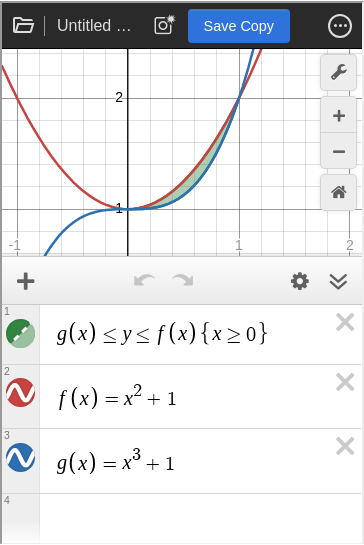 Untitled ...
Save Copy
2
1
-1
1
2
1
g(x) ≤ y ≤ f(x) {x ≥ 0}
2
f(x) = x² + 1
3
g(x) = x³ + 1
4